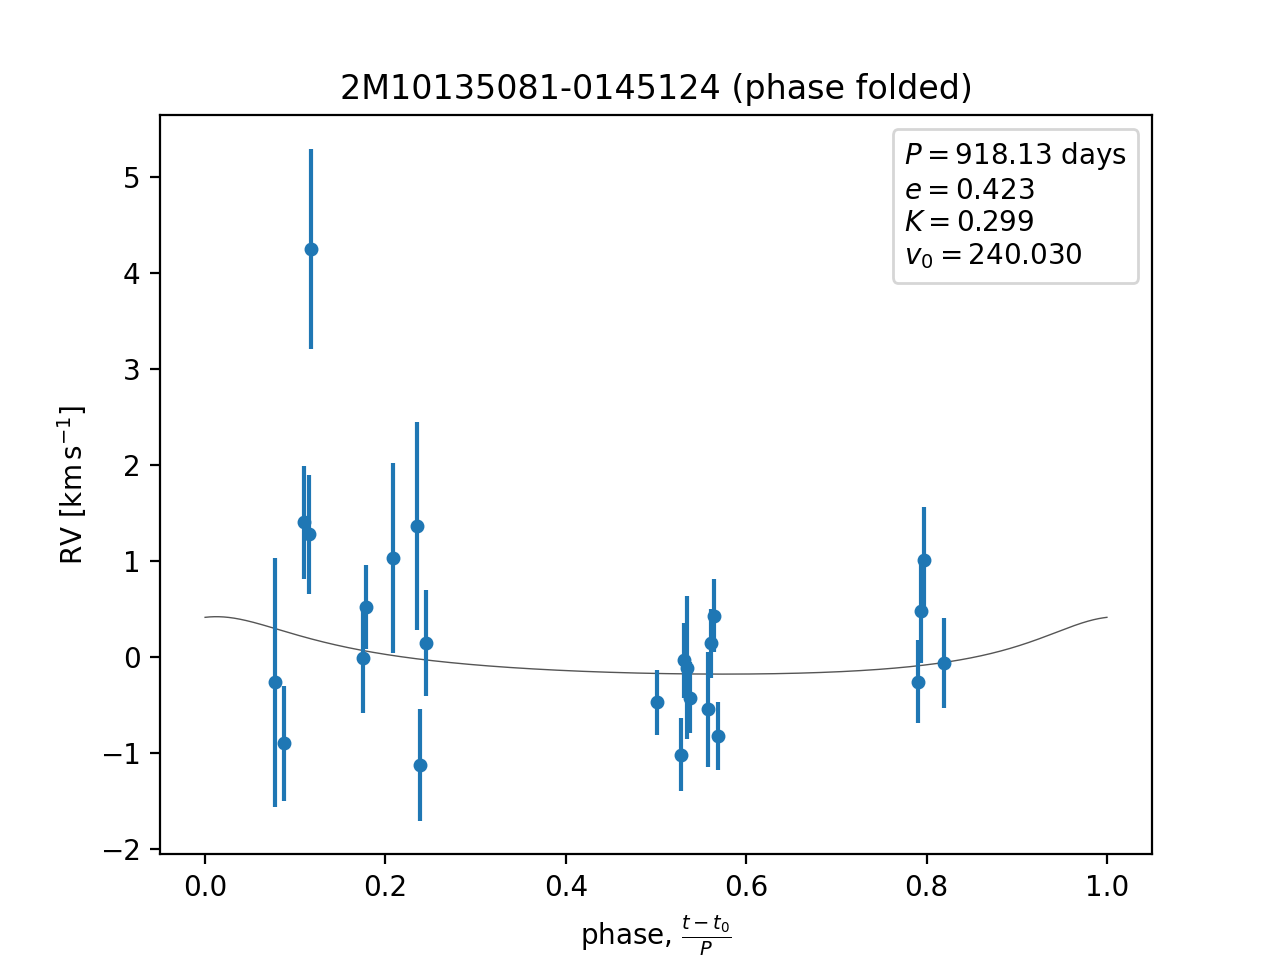 2M10135081-0145124 (phase folded)
P = 918.13 days
e = 0.423
K = 0.299
v₀ = 240.030
5
4
3
2
1
0
−1
−2
RV [km s⁻¹]
0.0 0.2 0.4 0.6 0.8 1.0
phase, (t − t₀)/P